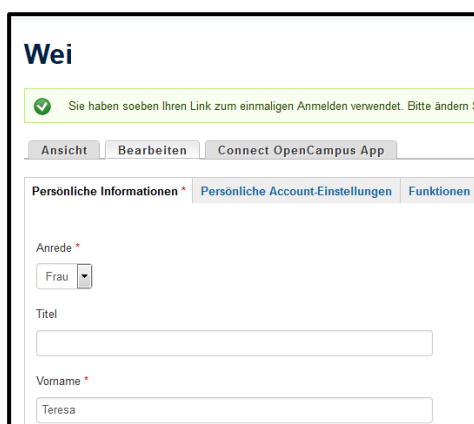 Wei
Sie haben soeben Ihren Link zum einmaligen Anmelden verwendet. Bitte ändern
Ansicht Bearbeiten Connect OpenCampus App
Persönliche Informationen * Persönliche Account-Einstellungen Funktionen
Anrede *
Frau
Titel
Vorname *
Teresa